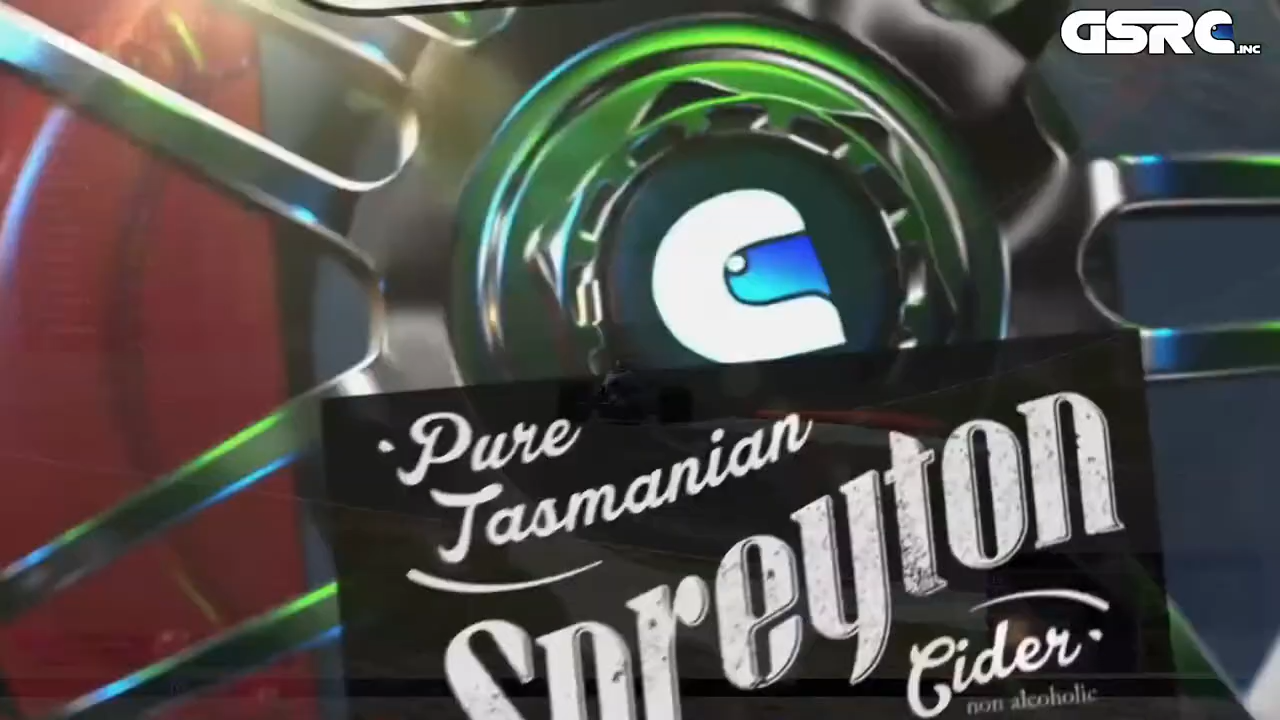 GSRC.INC
Pure
Tasmanian
Spreyton
Cider
non alcoholic